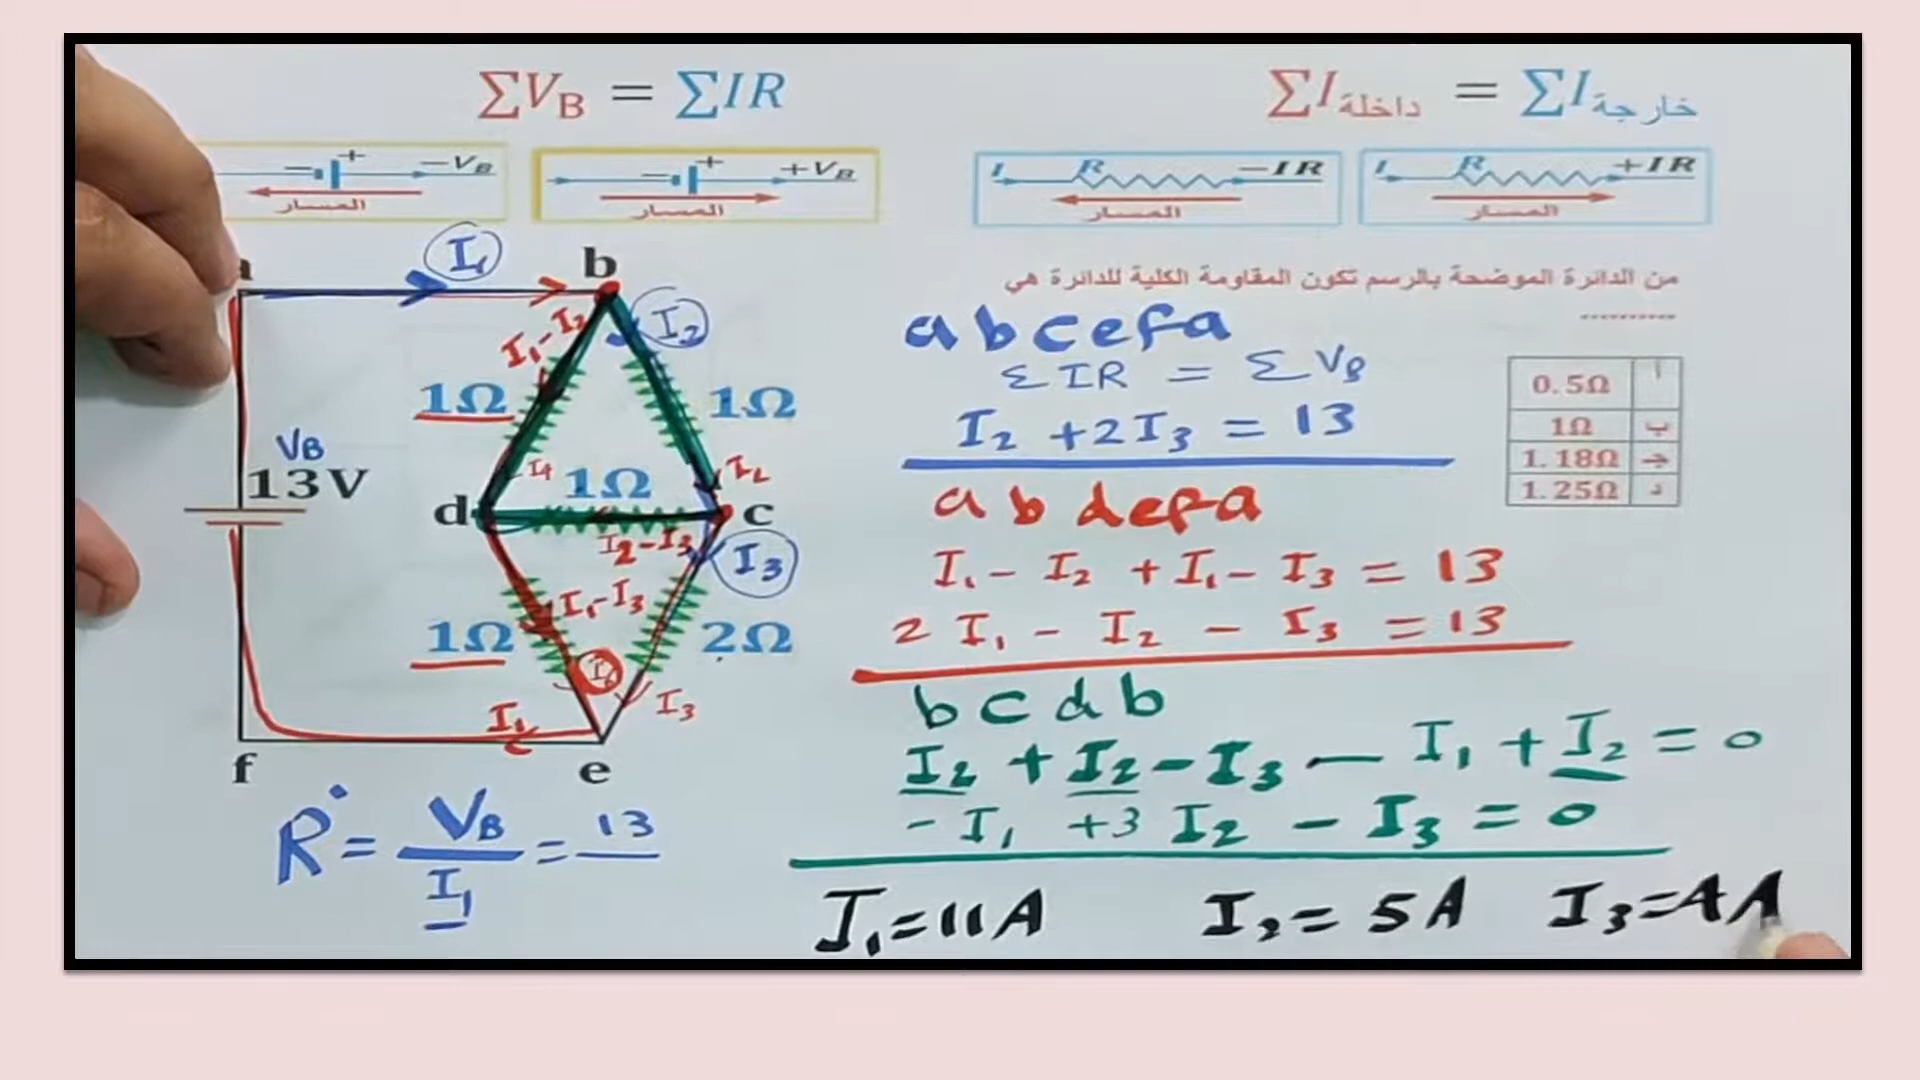 ∑V_B = ∑IR
∑I داخلة = ∑I خارجة
− + −V_B
المسار
− + +V_B
المسار
I R −IR
المسار
I R +IR
المسار
من الدائرة الموضحة بالرسم تكون المقاومة الكلية للدائرة هي
...........
0.5Ω أ
1Ω ب
1.18Ω جـ
1.25Ω د
I₁
b
I₁-I₂
I₂
1Ω
1Ω
V_B
13V
I₂
1Ω
d
c
I₂-I₃
I₃
I₁-I₃
1Ω
2Ω
I₃
I₁
f
e
R' = V_B / I₁ = 13
abcefa
ΣIR = ΣV_B
I₂ + 2I₃ = 13
abdefa
I₁ - I₂ + I₁ - I₃ = 13
2I₁ - I₂ - I₃ = 13
bcdb
I₂ + I₂ - I₃ - I₁ + I₂ = 0
-I₁ + 3I₂ - I₃ = 0
I₁ = 11A I₂ = 5A I₃ = 4A